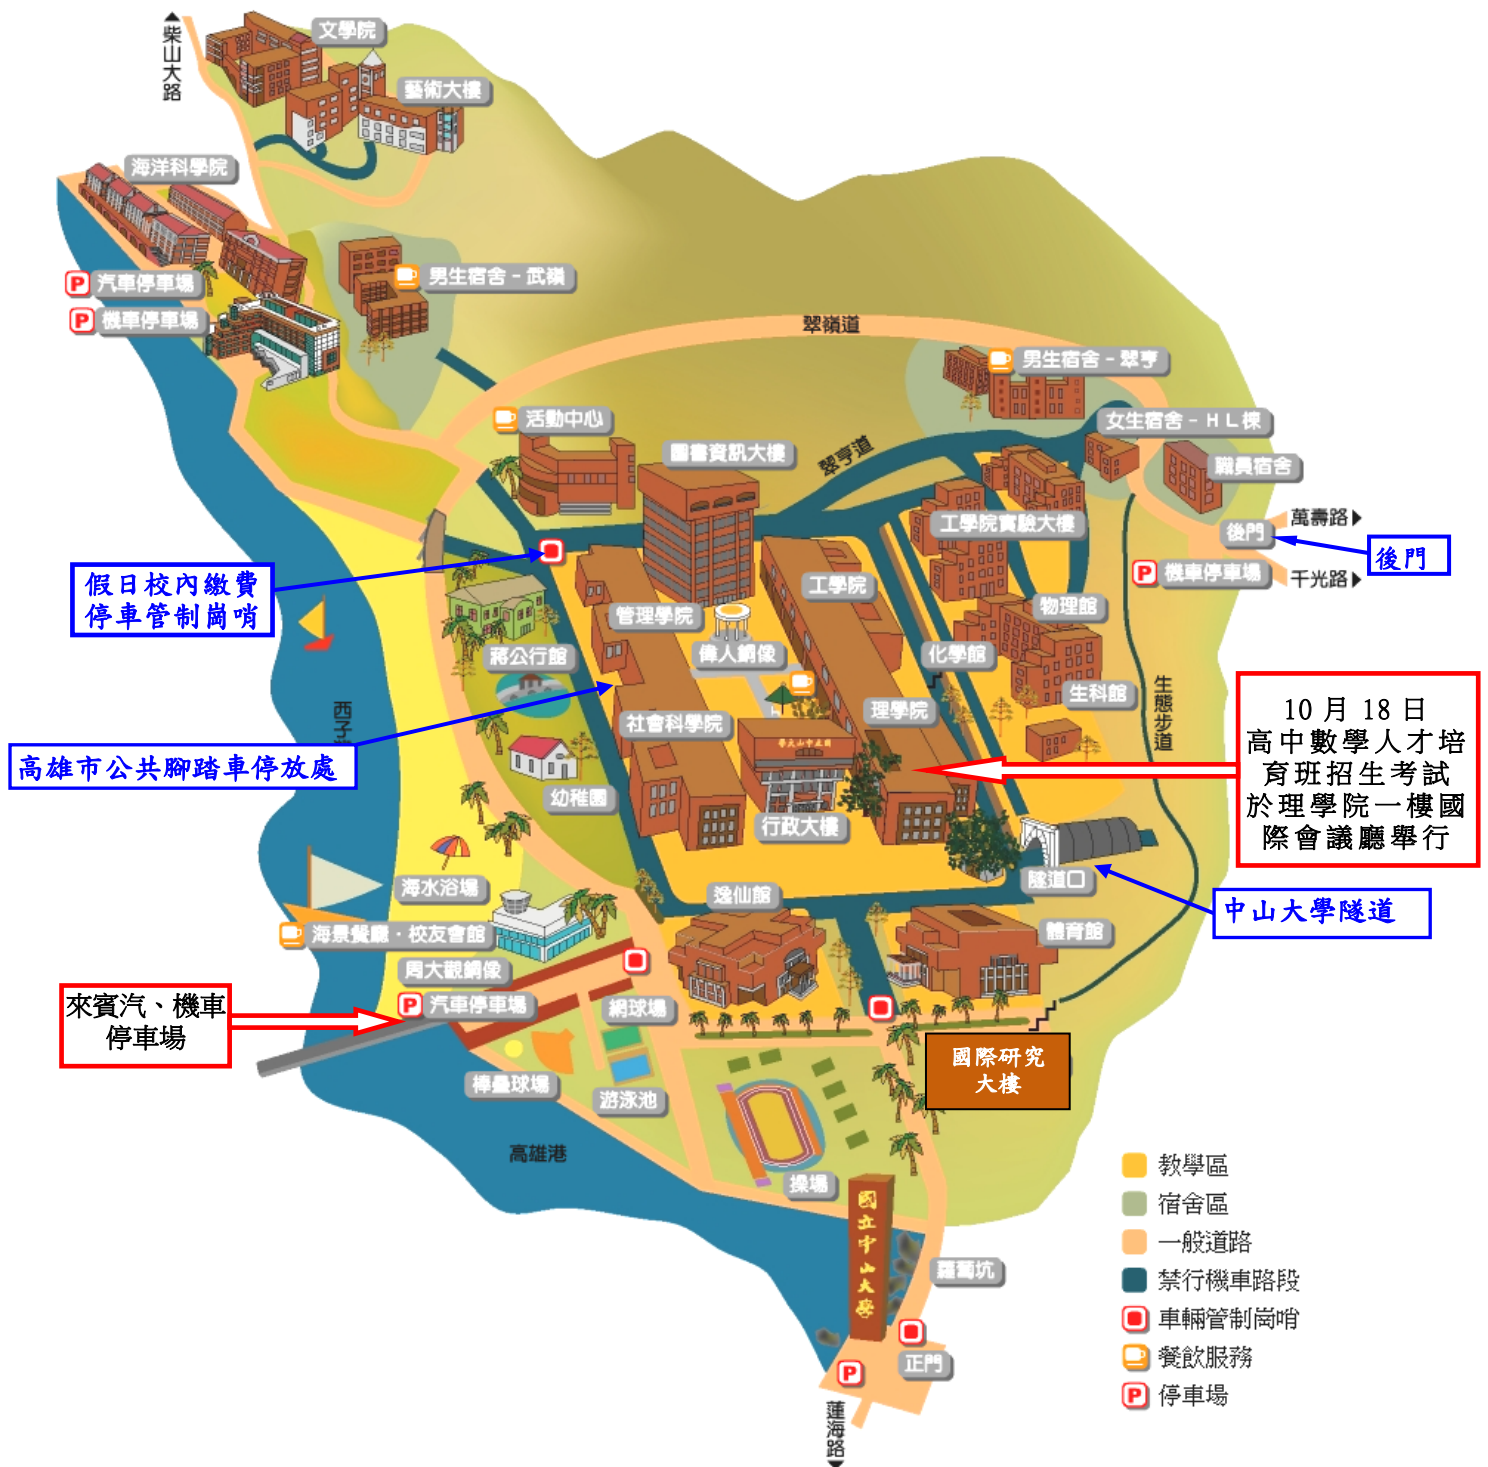 柴山大路
文學院
藝術大樓
海洋科學院
汽車停車場
機車停車場
男生宿舍-武嶺
翠嶺道
男生宿舍-翠亨
活動中心
女生宿舍-HL棟
圖書資訊大樓
翠亨道
職員宿舍
工學院實驗大樓
後門
萬壽路
後門
機車停車場
千光路
假日校內繳費
停車管制崗哨
管理學院
工學院
物理館
蔣公行館
偉人銅像
化學館
生科館
生態步道
西子
社會科學院
理學院
高雄市公共腳踏車停放處
國立中山大學
10 月 18 日
高中數學人才培
育班招生考試
於理學院一樓國
際會議廳舉行
幼稚園
行政大樓
隧道口
中山大學隧道
海水浴場
逸仙館
海景餐廳・校友會館
體育館
周大觀銅像
來賓汽、機車
停車場
P
汽車停車場
網球場
國際研究
大樓
棒壘球場
游泳池
高雄港
操場
國立中山大學
蘿蔔坑
正門
P
蓮海路
教學區
宿舍區
一般道路
禁行機車路段
車輛管制崗哨
餐飲服務
P
停車場